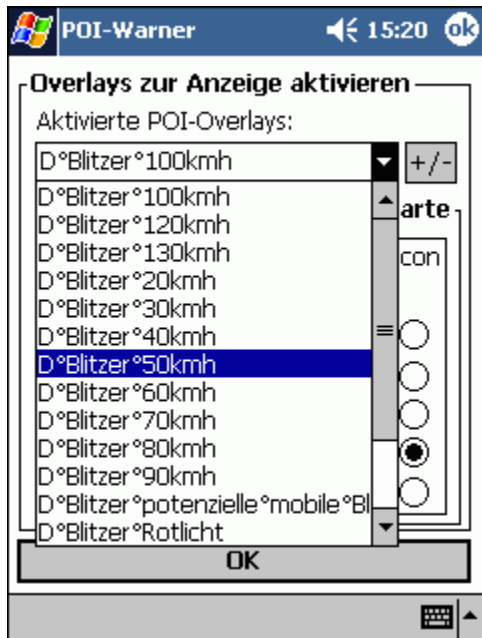 POI-Warner 15:20 ok
Overlays zur Anzeige aktivieren
Aktivierte POI-Overlays:
D°Blitzer°100kmh +/-
D°Blitzer°100kmh
arte
D°Blitzer°120kmh
D°Blitzer°130kmh
con
D°Blitzer°20kmh
D°Blitzer°30kmh
D°Blitzer°40kmh
D°Blitzer°50kmh
D°Blitzer°60kmh
D°Blitzer°70kmh
D°Blitzer°80kmh
D°Blitzer°90kmh
D°Blitzer°potenzielle°mobile°Bl
D°Blitzer°Rotlicht
OK